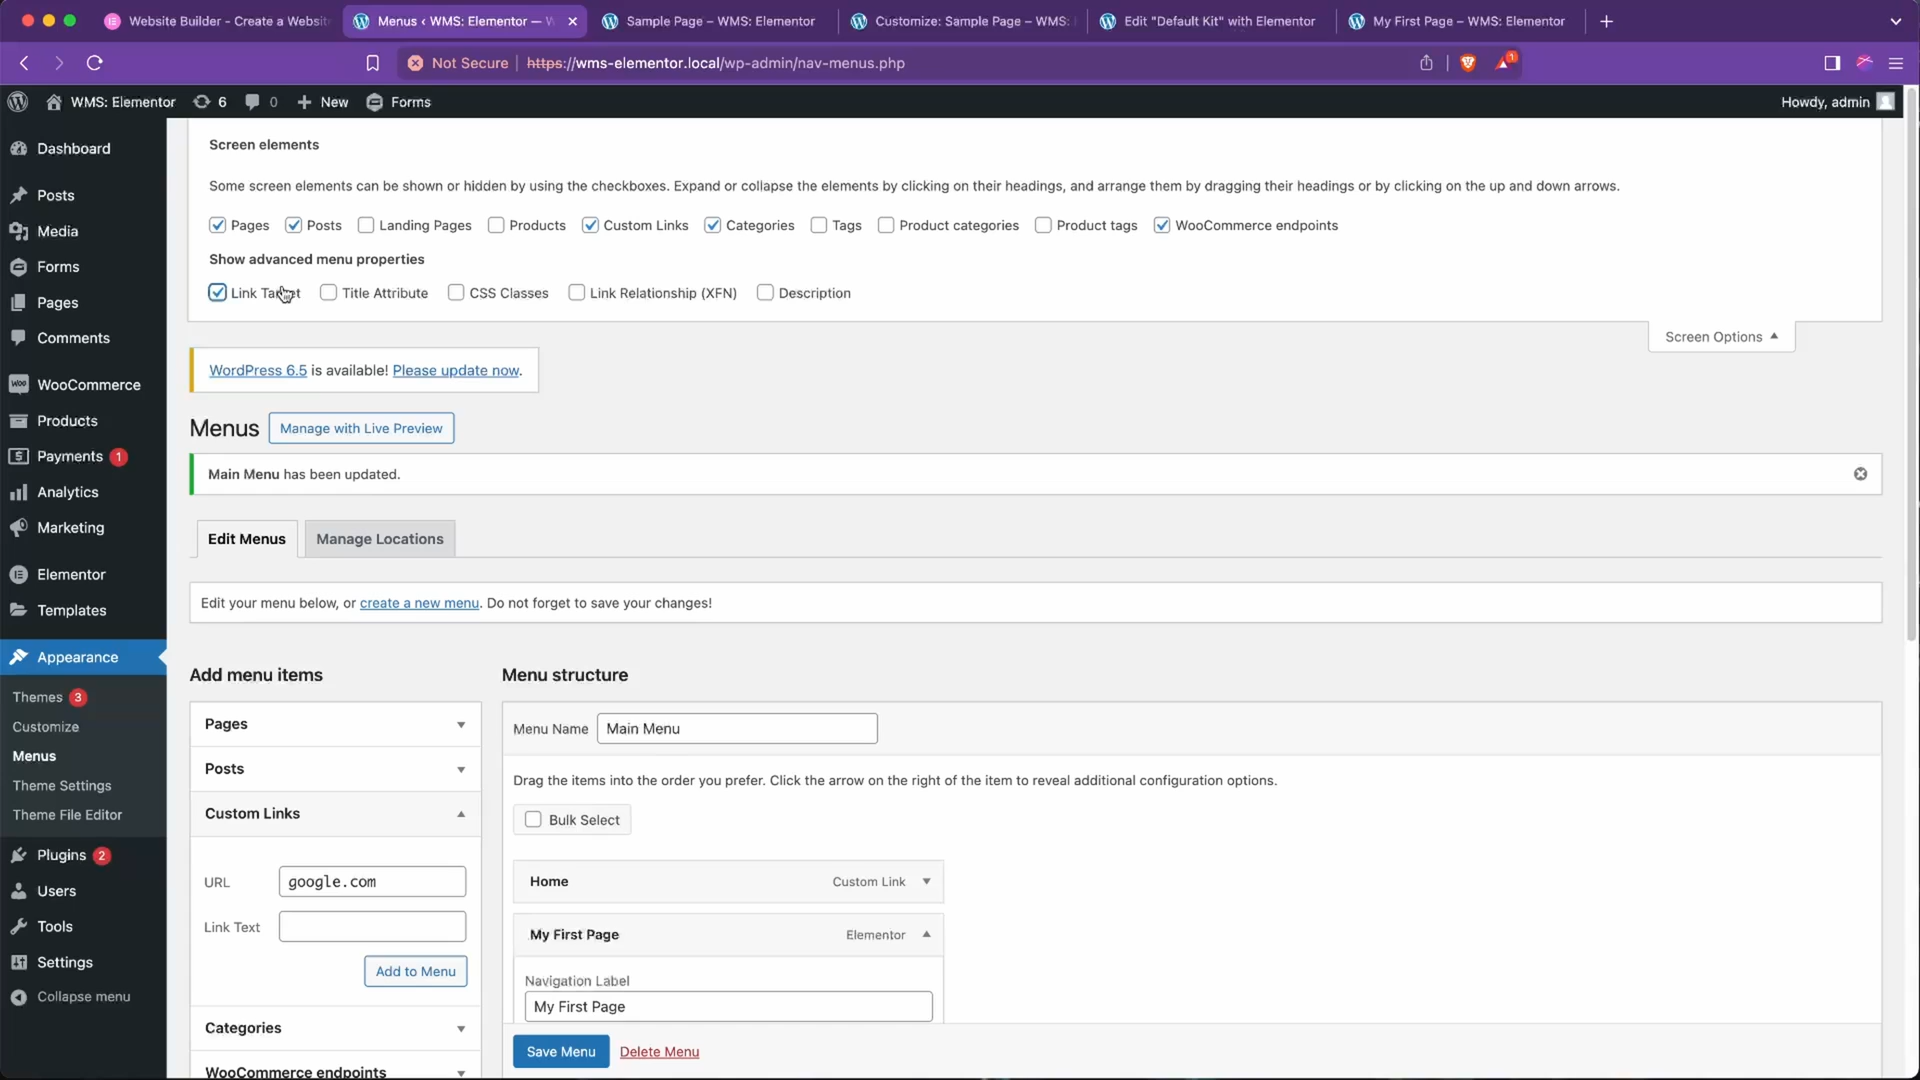 Website Builder - Create a Websit
Menus ‹ WMS: Elementor — W
Sample Page – WMS: Elementor
Customize: Sample Page – WMS:
Edit "Default Kit" with Elementor
My First Page – WMS: Elementor
Not Secure https://wms-elementor.local/wp-admin/nav-menus.php
1
WMS: Elementor 6 0 New Forms
Howdy, admin
Dashboard
Posts
Media
Forms
Pages
Comments
WooCommerce
Products
Payments 1
Analytics
Marketing
Elementor
Templates
Appearance
Themes 3
Customize
Menus
Theme Settings
Theme File Editor
Plugins 2
Users
Tools
Settings
Collapse menu
Screen elements
Some screen elements can be shown or hidden by using the checkboxes. Expand or collapse the elements by clicking on their headings, and arrange them by dragging their headings or by clicking on the up and down arrows.
Pages Posts Landing Pages Products Custom Links Categories Tags Product categories Product tags WooCommerce endpoints
Show advanced menu properties
Link Target Title Attribute CSS Classes Link Relationship (XFN) Description
Screen Options
WordPress 6.5 is available! Please update now.
Menus Manage with Live Preview
Main Menu has been updated.
Edit Menus Manage Locations
Edit your menu below, or create a new menu. Do not forget to save your changes!
Add menu items
Pages
Posts
Custom Links
URL google.com
Link Text
Add to Menu
Categories
WooCommerce endpoints
Menu structure
Menu Name Main Menu
Drag the items into the order you prefer. Click the arrow on the right of the item to reveal additional configuration options.
Bulk Select
Home Custom Link
My First Page Elementor
Navigation Label
My First Page
Save Menu Delete Menu